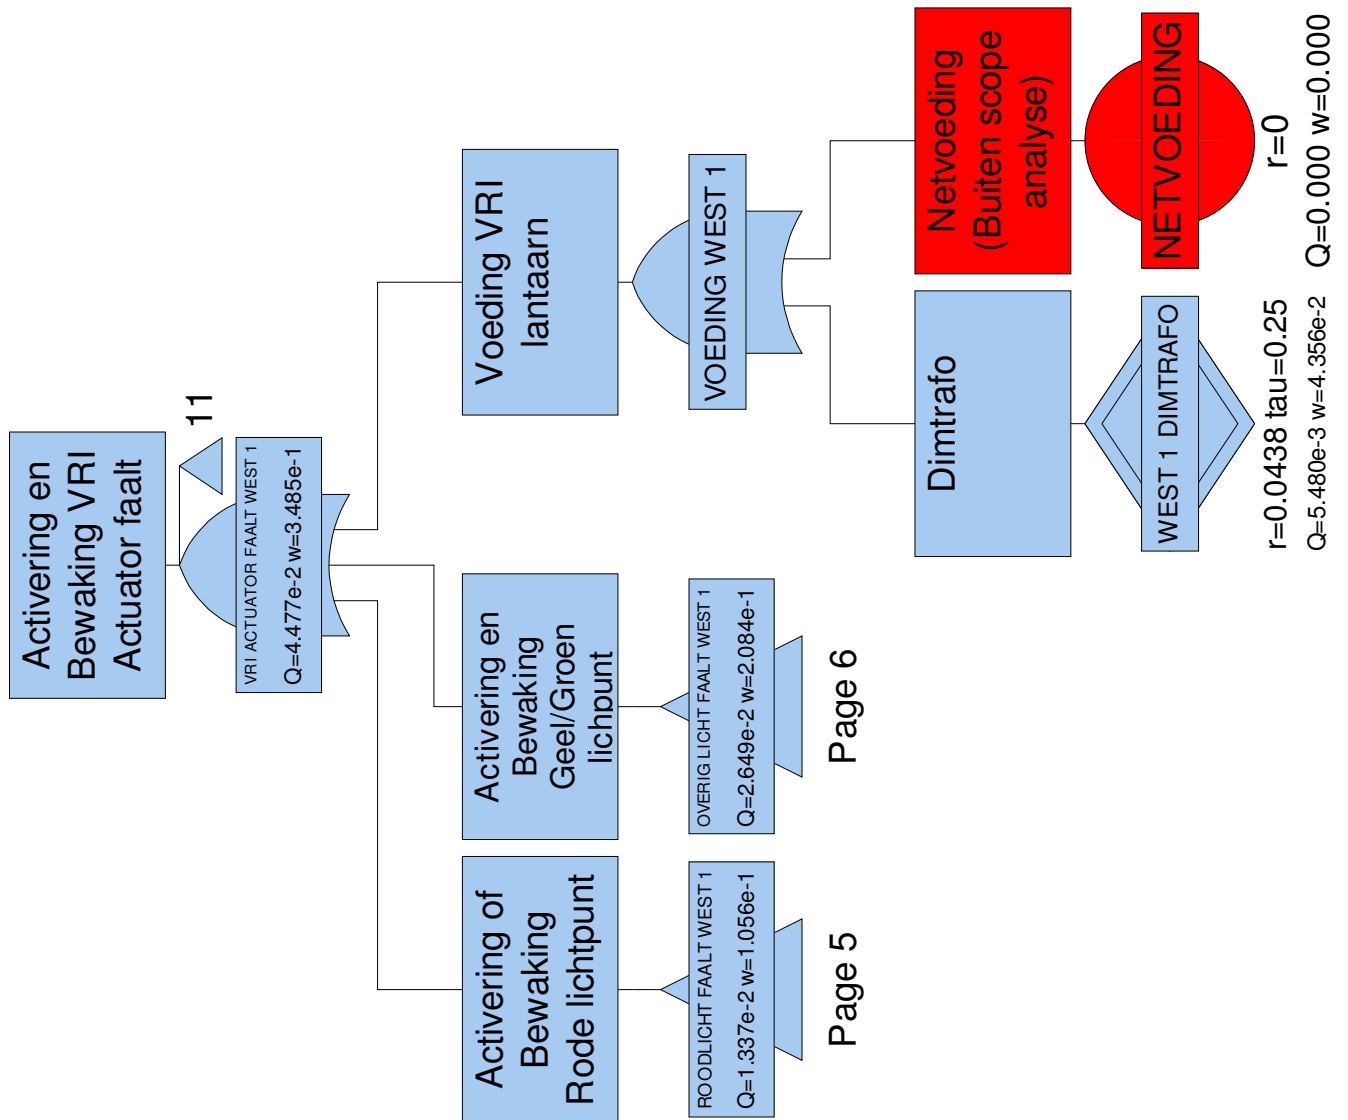 Activering en
Bewaking VRI
Actuator faalt
11
VRI ACTUATOR FAALT WEST 1
Q=4.477e-2 w=3.485e-1
Activering of
Bewaking
Rode lichtpunt
ROODLICHT FAALT WEST 1
Q=1.337e-2 w=1.056e-1
Page 5
Activering en
Bewaking
Geel/Groen
lichpunt
OVERIG LICHT FAALT WEST 1
Q=2.649e-2 w=2.084e-1
Page 6
Voeding VRI
lantaarn
VOEDING WEST 1
Dimtrafo
WEST 1 DIMTRAFO
r=0.0438 tau=0.25
Q=5.480e-3 w=4.356e-2
Netvoeding
(Buiten scope
analyse)
NETVOEDING
r=0
Q=0.000 w=0.000